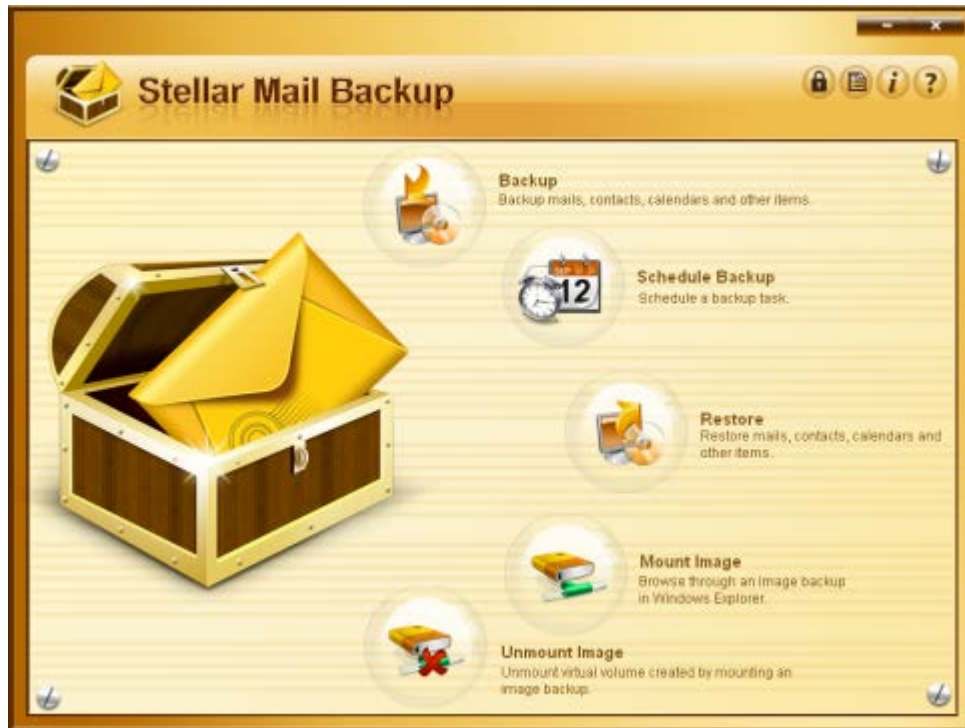 Stellar Mail Backup
Backup
Backup mails, contacts, calendars and other items.
SEP
12
Schedule Backup
Schedule a backup task.
Restore
Restore mails, contacts, calendars and
other items.
Mount Image
Browse through an image backup
in Windows Explorer.
Unmount Image
Unmount virtual volume created by mounting an
image backup.